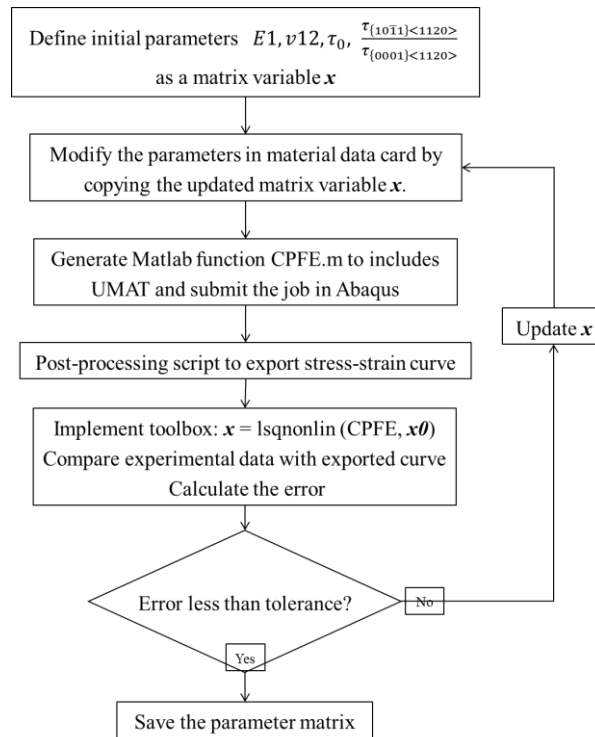 Define initial parameters E1, v12, τ₀, τ_{101̅1}<1120> / τ_{0001}<1120>
as a matrix variable x
Modify the parameters in material data card by
copying the updated matrix variable x.
Generate Matlab function CPFE.m to includes
UMAT and submit the job in Abaqus
Update x
Post-processing script to export stress-strain curve
Implement toolbox: x = lsqnonlin (CPFE, x0)
Compare experimental data with exported curve
Calculate the error
Error less than tolerance?
No
Yes
Save the parameter matrix